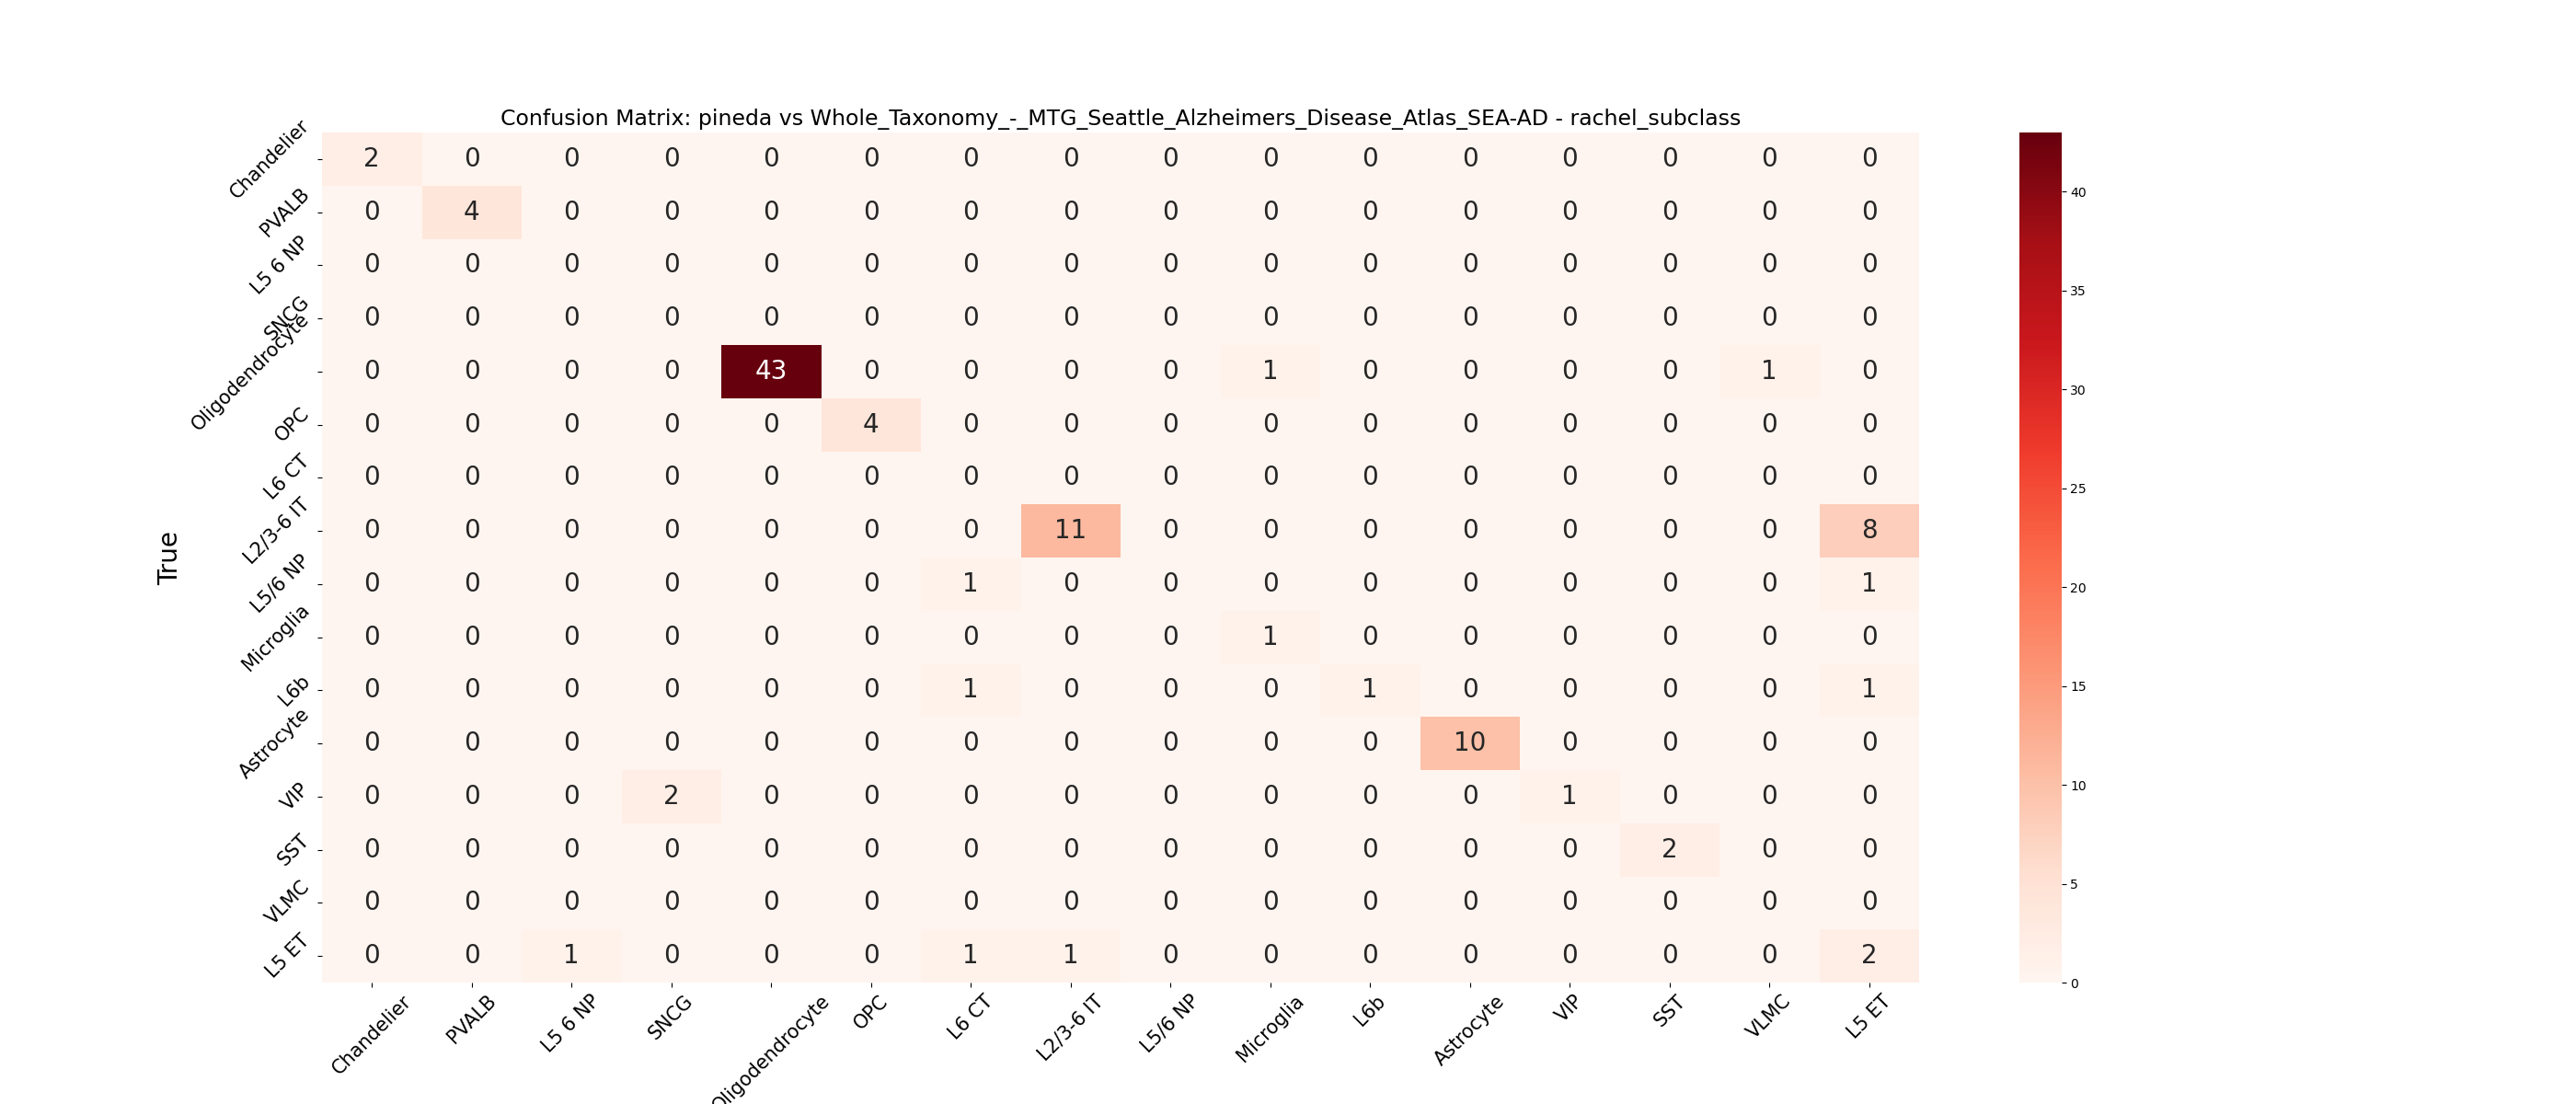 Confusion Matrix: pineda vs Whole_Taxonomy_-_MTG_Seattle_Alzheimers_Disease_Atlas_SEA-AD - rachel_subclass
True
Chandelier 2 0 0 0 0 0 0 0 0 0 0 0 0 0 0 0
PVALB 0 4 0 0 0 0 0 0 0 0 0 0 0 0 0 0
L5 6 NP 0 0 0 0 0 0 0 0 0 0 0 0 0 0 0 0
SNCG 0 0 0 0 0 0 0 0 0 0 0 0 0 0 0 0
Oligodendrocyte 0 0 0 0 43 0 0 0 0 1 0 0 0 0 1 0
OPC 0 0 0 0 0 4 0 0 0 0 0 0 0 0 0 0
L6 CT 0 0 0 0 0 0 0 0 0 0 0 0 0 0 0 0
L2/3-6 IT 0 0 0 0 0 0 0 11 0 0 0 0 0 0 0 8
L5/6 NP 0 0 0 0 0 0 1 0 0 0 0 0 0 0 0 1
Microglia 0 0 0 0 0 0 0 0 0 1 0 0 0 0 0 0
L6b 0 0 0 0 0 0 1 0 0 0 1 0 0 0 0 1
Astrocyte 0 0 0 0 0 0 0 0 0 0 0 10 0 0 0 0
VIP 0 0 0 2 0 0 0 0 0 0 0 0 1 0 0 0
SST 0 0 0 0 0 0 0 0 0 0 0 0 0 2 0 0
VLMC 0 0 0 0 0 0 0 0 0 0 0 0 0 0 0 0
L5 ET 0 0 1 0 0 0 1 1 0 0 0 0 0 0 0 2
Chandelier PVALB L5 6 NP SNCG Oligodendrocyte OPC L6 CT L2/3-6 IT L5/6 NP Microglia L6b Astrocyte VIP SST VLMC L5 ET
40
35
30
25
20
15
10
5
0